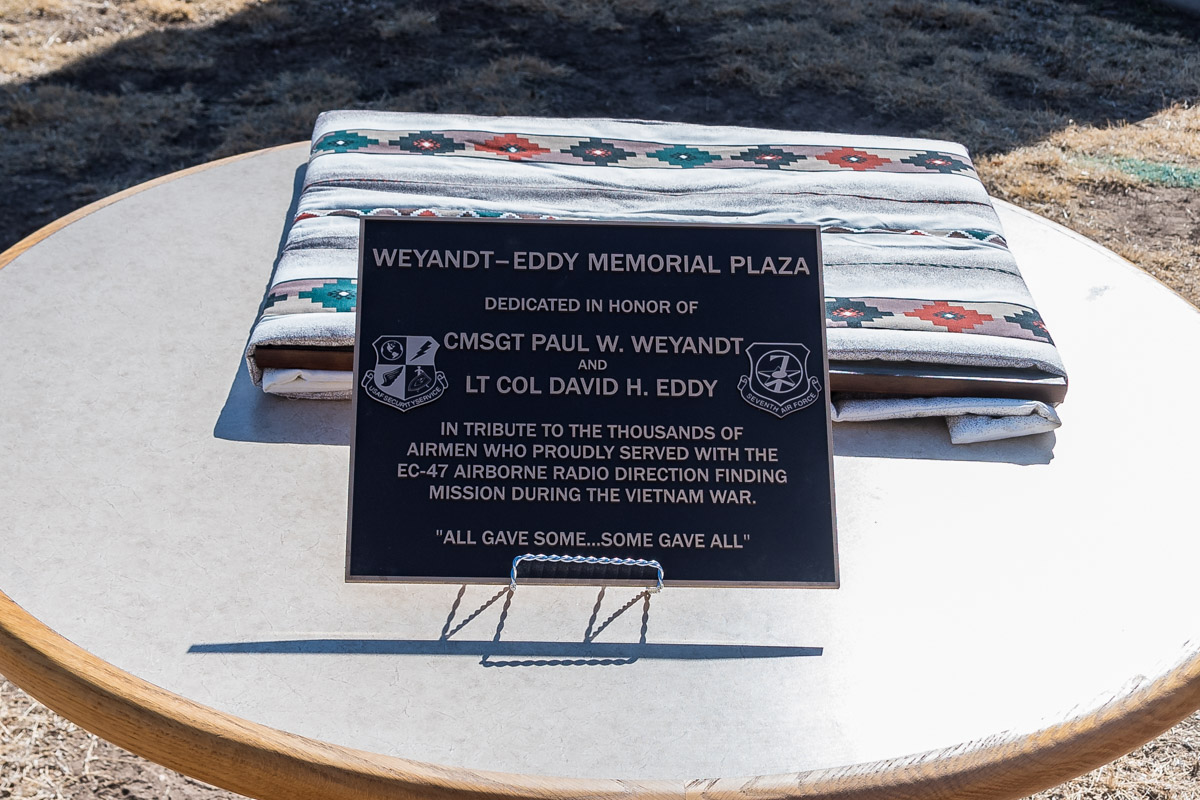 WEYANDT–EDDY MEMORIAL PLAZA
DEDICATED IN HONOR OF
CMSGT PAUL W. WEYANDT
AND
LT COL DAVID H. EDDY
USAF SECURITY SERVICE
7
SEVENTH AIR FORCE
IN TRIBUTE TO THE THOUSANDS OF
AIRMEN WHO PROUDLY SERVED WITH THE
EC-47 AIRBORNE RADIO DIRECTION FINDING
MISSION DURING THE VIETNAM WAR.
"ALL GAVE SOME...SOME GAVE ALL"